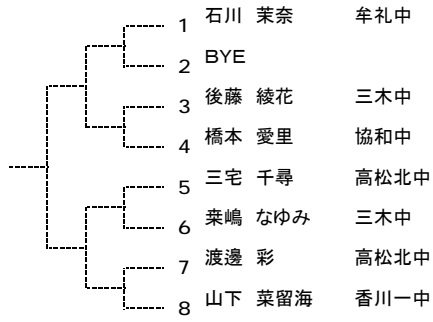 1 石川 茉奈 牟礼中
2 BYE
3 後藤 綾花 三木中
4 橋本 愛里 協和中
5 三宅 千尋 高松北中
6 桒嶋 なゆみ 三木中
7 渡邊 彩 高松北中
8 山下 菜留海 香川一中